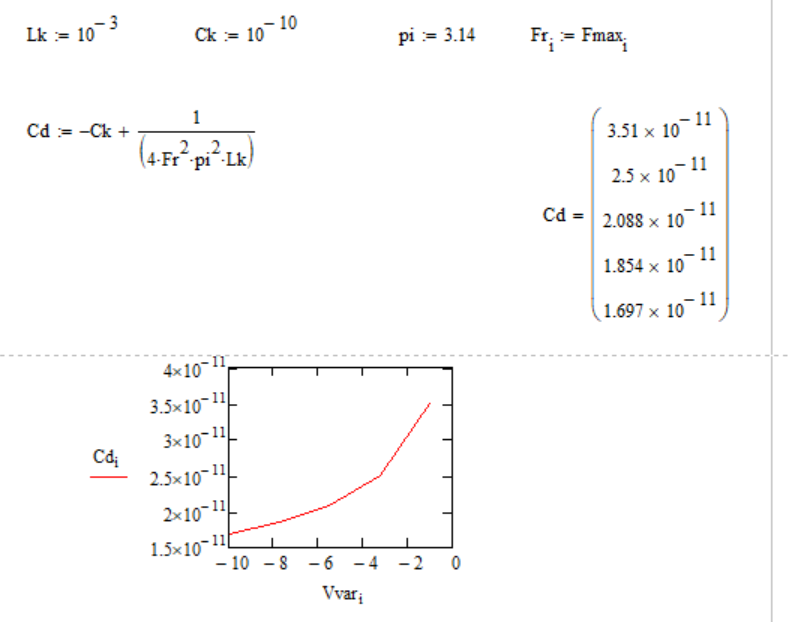 Lk := 10^-3 Ck := 10^-10 pi := 3.14 Fr_i := Fmax_i
Cd := -Ck + 1/(4·Fr^2·pi^2·Lk)
Cd = (3.51 × 10^-11
2.5 × 10^-11
2.088 × 10^-11
1.854 × 10^-11
1.697 × 10^-11)
4×10^-11
3.5×10^-11
3×10^-11
Cd_i
2.5×10^-11
2×10^-11
1.5×10^-11
-10 -8 -6 -4 -2 0
Vvar_i